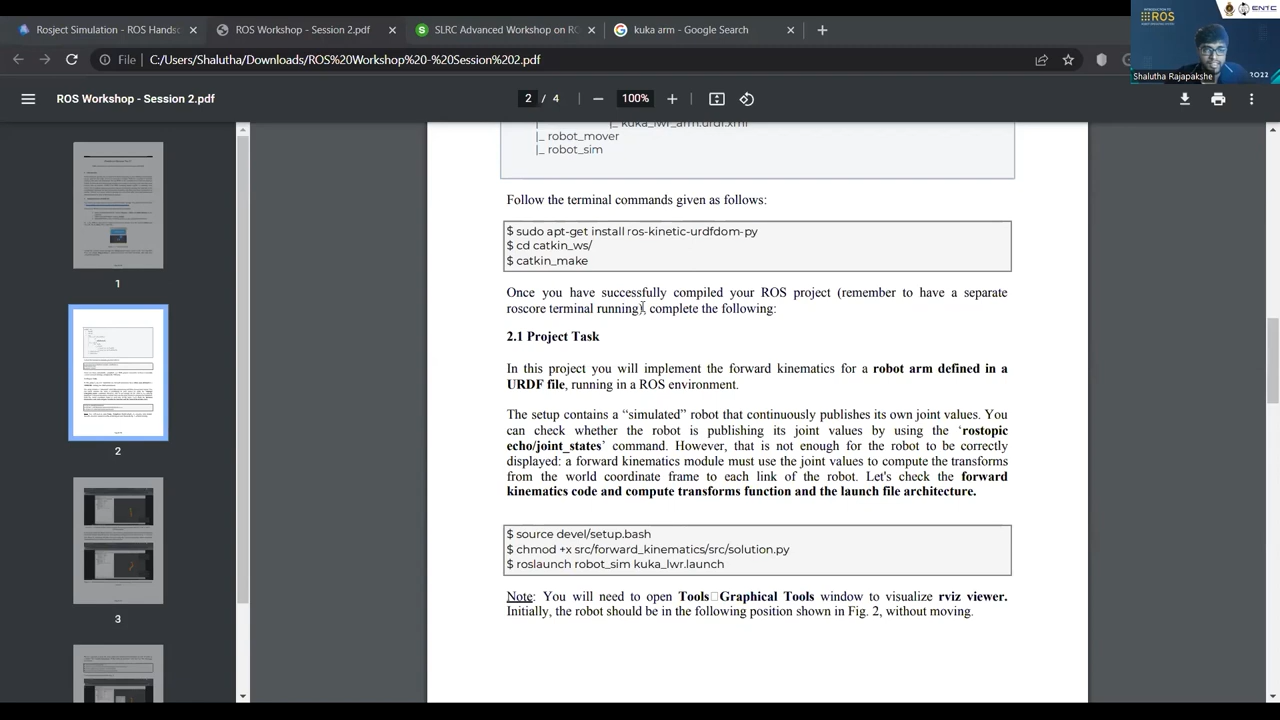 Rosject Simulation - ROS Handsc
ROS Workshop - Session 2.pdf
SLRC Advanced Workshop on RO
kuka arm - Google Search
File
C:/Users/Shalutha/Downloads/ROS%20Workshop%20-%20Session%202.pdf
ROS
ENTC
2022
Shalutha Rajapakshe
ROS Workshop - Session 2.pdf
2 / 4
100%
1
2
3
|_ kuka_lwr_arm.urdf.xml
|_ robot_mover
|_ robot_sim
Follow the terminal commands given as follows:
$ sudo apt-get install ros-kinetic-urdfdom-py
$ cd catkin_ws/
$ catkin_make
Once you have successfully compiled your ROS project (remember to have a separate
roscore terminal running), complete the following:
2.1 Project Task
In this project you will implement the forward kinematics for a robot arm defined in a
URDF file, running in a ROS environment.
The setup contains a “simulated” robot that continuously publishes its own joint values. You
can check whether the robot is publishing its joint values by using the ‘rostopic
echo/joint_states’ command. However, that is not enough for the robot to be correctly
displayed: a forward kinematics module must use the joint values to compute the transforms
from the world coordinate frame to each link of the robot. Let's check the forward
kinematics code and compute transforms function and the launch file architecture.
$ source devel/setup.bash
$ chmod +x src/forward_kinematics/src/solution.py
$ roslaunch robot_sim kuka_lwr.launch
Note: You will need to open Tools Graphical Tools window to visualize rviz viewer.
Initially, the robot should be in the following position shown in Fig. 2, without moving.